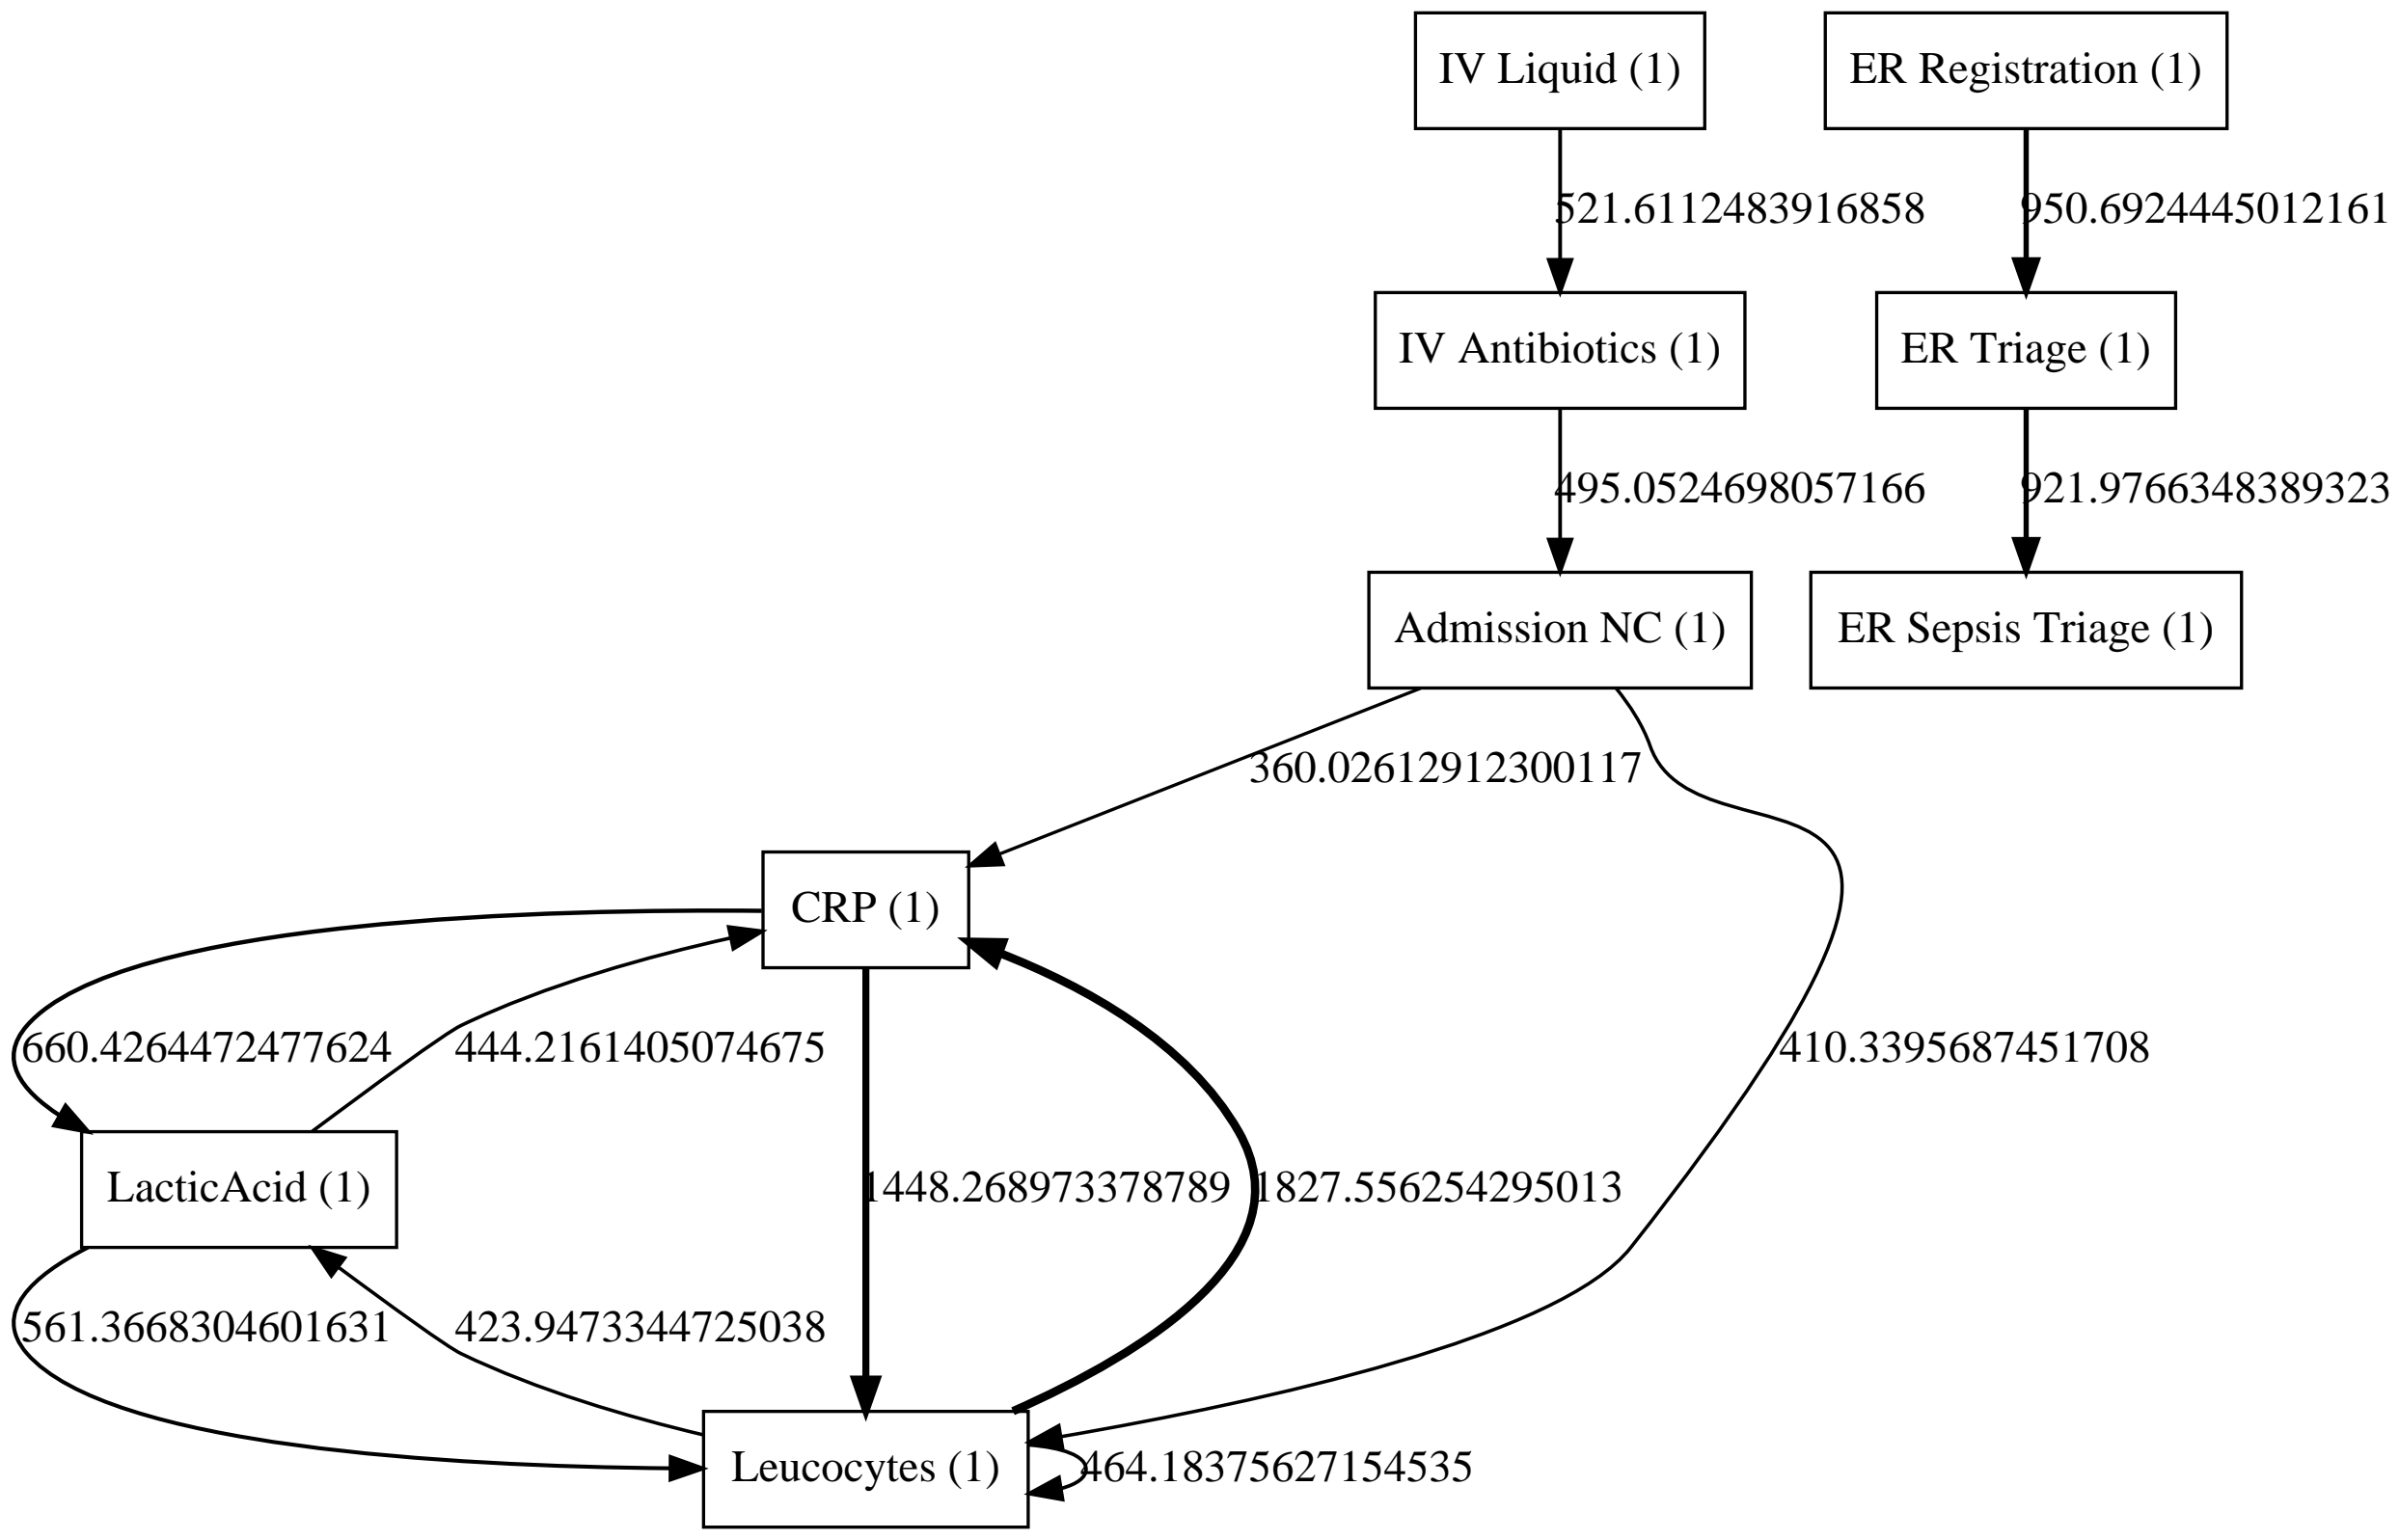 IV Liquid (1)
ER Registration (1)
521.6112483916858
950.6924445012161
IV Antibiotics (1)
ER Triage (1)
495.0524698057166
921.9766348389323
Admission NC (1)
ER Sepsis Triage (1)
360.02612912300117
CRP (1)
660.4264472477624
444.2161405074675
410.3395687451708
LacticAcid (1)
1448.268973378789
1827.556254295013
561.3668304601631
423.9473344725038
Leucocytes (1)
464.18375627154535